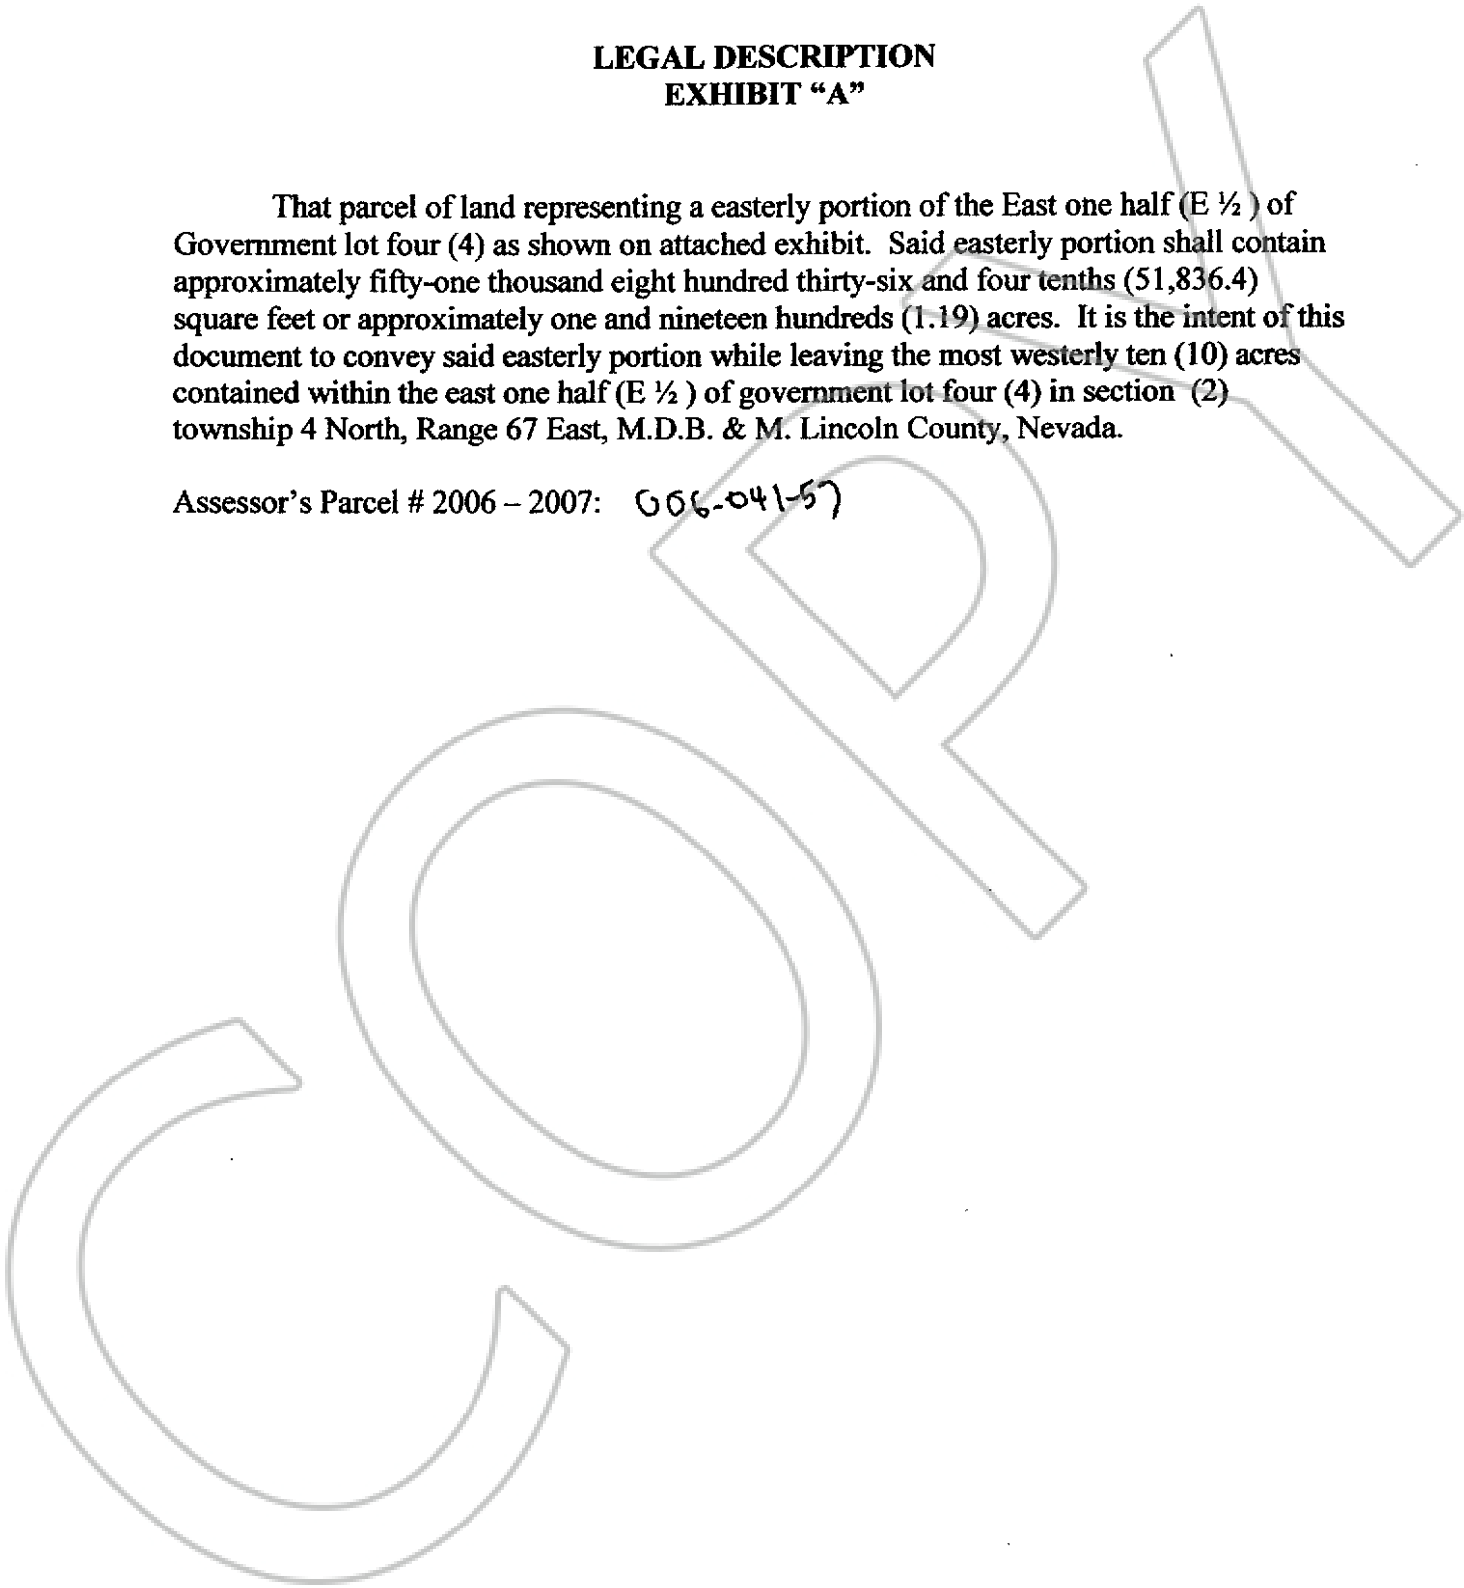 LEGAL DESCRIPTION
EXHIBIT “A”
That parcel of land representing a easterly portion of the East one half (E ½ ) of
Government lot four (4) as shown on attached exhibit. Said easterly portion shall contain
approximately fifty-one thousand eight hundred thirty-six and four tenths (51,836.4)
square feet or approximately one and nineteen hundreds (1.19) acres. It is the intent of this
document to convey said easterly portion while leaving the most westerly ten (10) acres
contained within the east one half (E ½ ) of government lot four (4) in section (2)
township 4 North, Range 67 East, M.D.B. & M. Lincoln County, Nevada.
Assessor’s Parcel # 2006 – 2007: 006-041-57
COPY